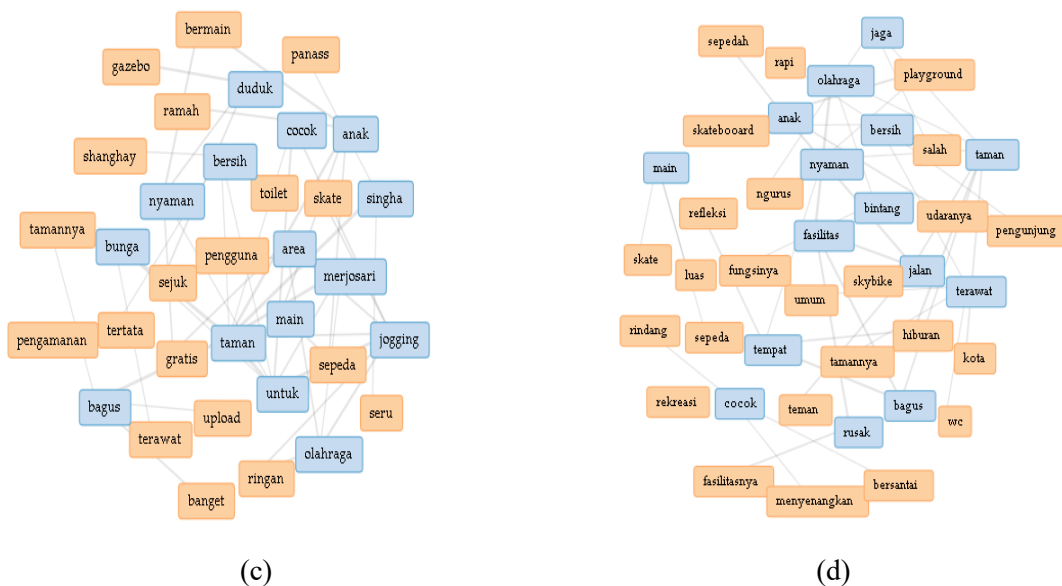 bermain
panass
gazebo
duduk
ramah
cocok
anak
shanghay
bersih
toilet
skate
nyaman
singha
tamannya
bunga
area
pengguna
sejuk
merjosari
main
pengamanan
tertata
taman
jogging
gratis
sepeda
untuk
bagus
upload
seru
terawat
olahraga
ringan
banget
(c)
jaga
sepedah
rapi
olahraga
playground
anak
skatebooard
bersih
salah
taman
nyaman
main
ngurus
refleksi
bintang
udaranya
pengunjung
fasilitas
skate
luas
fungsinya
skybike
jalan
terawat
umum
rindang
sepeda
hiburan
tempat
tamannya
kota
rekreasi
cocok
teman
bagus
wc
rusak
fasilitasnya
bersantai
menyenangkan
(d)